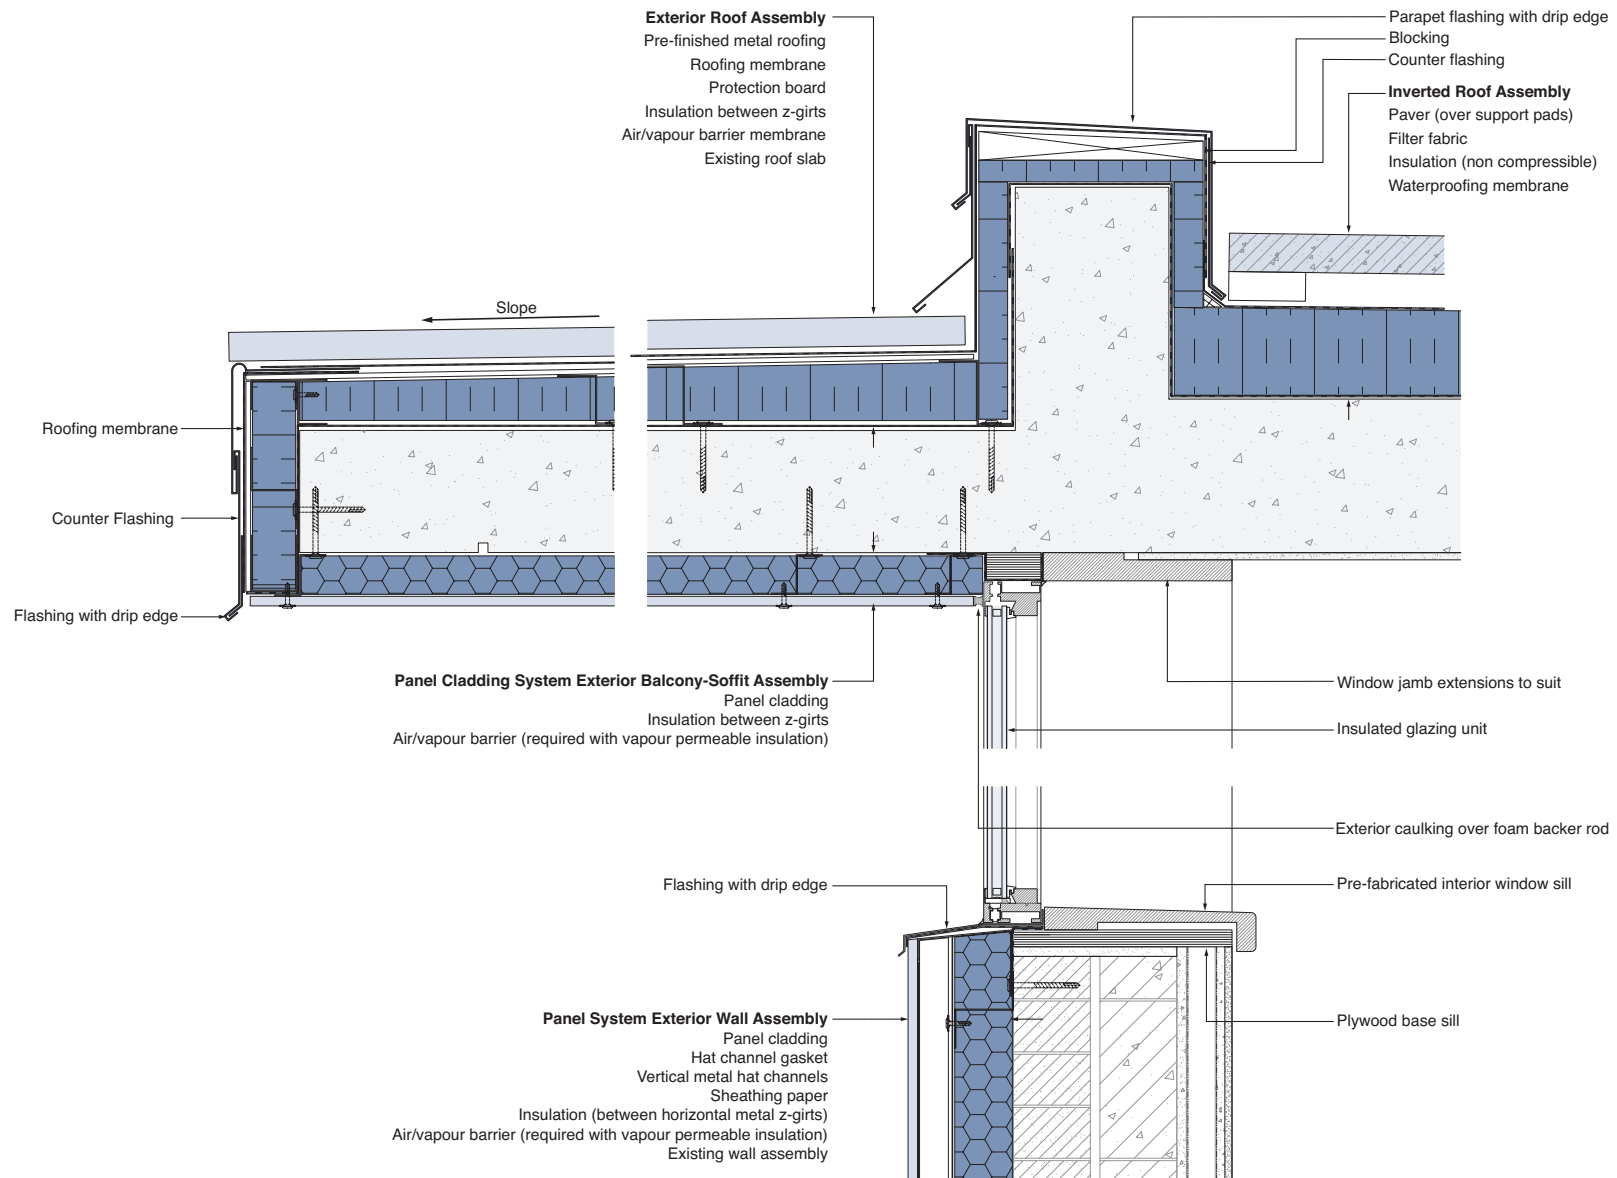 Exterior Roof Assembly
Pre-finished metal roofing
Roofing membrane
Protection board
Insulation between z-girts
Air/vapour barrier membrane
Existing roof slab
Parapet flashing with drip edge
Blocking
Counter flashing
Inverted Roof Assembly
Paver (over support pads)
Filter fabric
Insulation (non compressible)
Waterproofing membrane
Slope
Roofing membrane
Counter Flashing
Flashing with drip edge
Panel Cladding System Exterior Balcony-Soffit Assembly
Panel cladding
Insulation between z-girts
Air/vapour barrier (required with vapour permeable insulation)
Window jamb extensions to suit
Insulated glazing unit
Exterior caulking over foam backer rod
Flashing with drip edge
Pre-fabricated interior window sill
Panel System Exterior Wall Assembly
Panel cladding
Hat channel gasket
Vertical metal hat channels
Sheathing paper
Insulation (between horizontal metal z-girts)
Air/vapour barrier (required with vapour permeable insulation)
Existing wall assembly
Plywood base sill